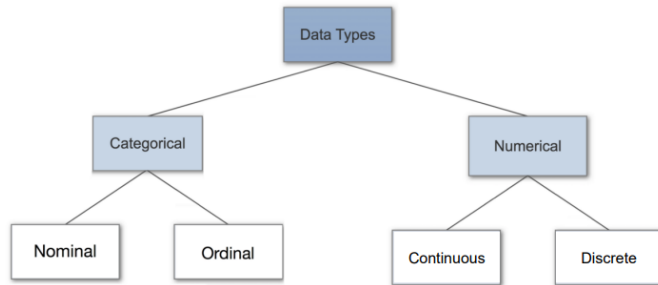 Data Types
Categorical
Numerical
Nominal
Ordinal
Continuous
Discrete